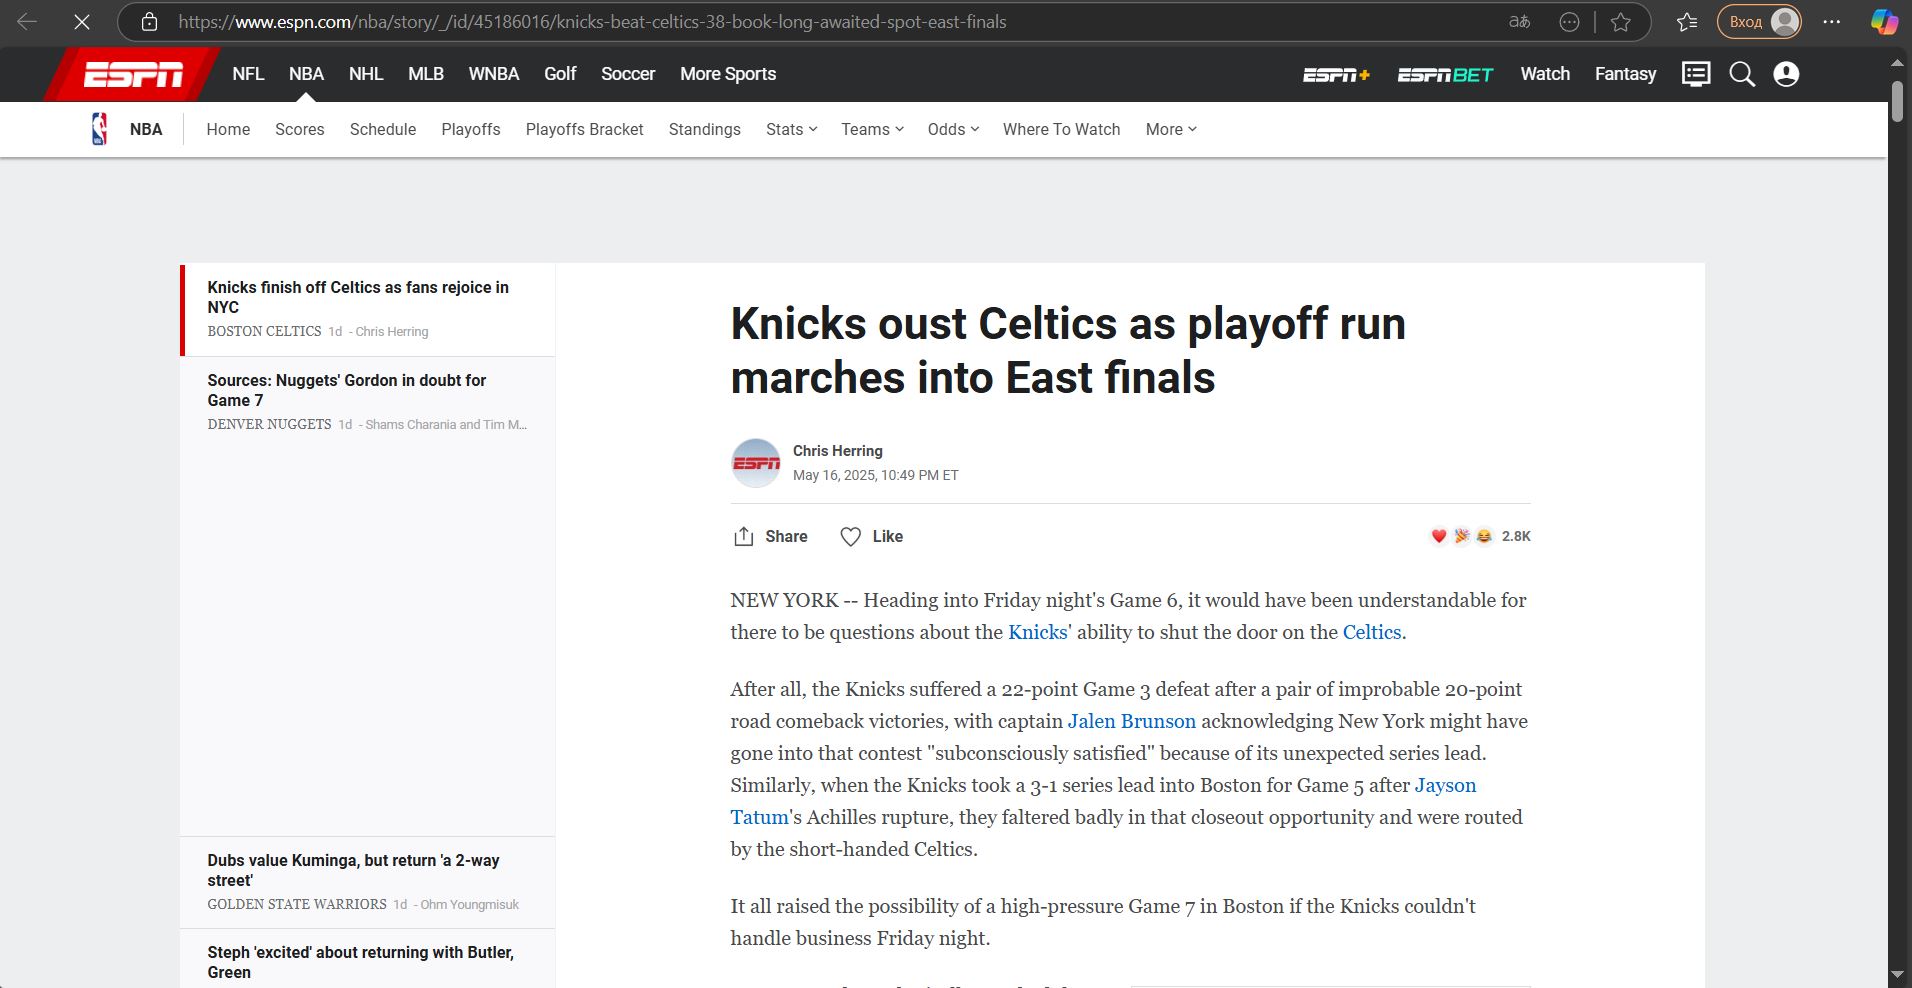 https://www.espn.com/nba/story/_/id/45186016/knicks-beat-celtics-38-book-long-awaited-spot-east-finals
Вход
ESPN NFL NBA NHL MLB WNBA Golf Soccer More Sports ESPN+ ESPN BET Watch Fantasy
NBA Home Scores Schedule Playoffs Playoffs Bracket Standings Stats Teams Odds Where To Watch More
Knicks finish off Celtics as fans rejoice in
NYC
BOSTON CELTICS 1d - Chris Herring
Sources: Nuggets' Gordon in doubt for
Game 7
DENVER NUGGETS 1d - Shams Charania and Tim M...
Dubs value Kuminga, but return 'a 2-way
street'
GOLDEN STATE WARRIORS 1d - Ohm Youngmisuk
Steph 'excited' about returning with Butler,
Green
Knicks oust Celtics as playoff run
marches into East finals
ESPN
Chris Herring
May 16, 2025, 10:49 PM ET
Share Like 2.8K
NEW YORK -- Heading into Friday night's Game 6, it would have been understandable for
there to be questions about the Knicks' ability to shut the door on the Celtics.
After all, the Knicks suffered a 22-point Game 3 defeat after a pair of improbable 20-point
road comeback victories, with captain Jalen Brunson acknowledging New York might have
gone into that contest "subconsciously satisfied" because of its unexpected series lead.
Similarly, when the Knicks took a 3-1 series lead into Boston for Game 5 after Jayson
Tatum's Achilles rupture, they faltered badly in that closeout opportunity and were routed
by the short-handed Celtics.
It all raised the possibility of a high-pressure Game 7 in Boston if the Knicks couldn't
handle business Friday night.